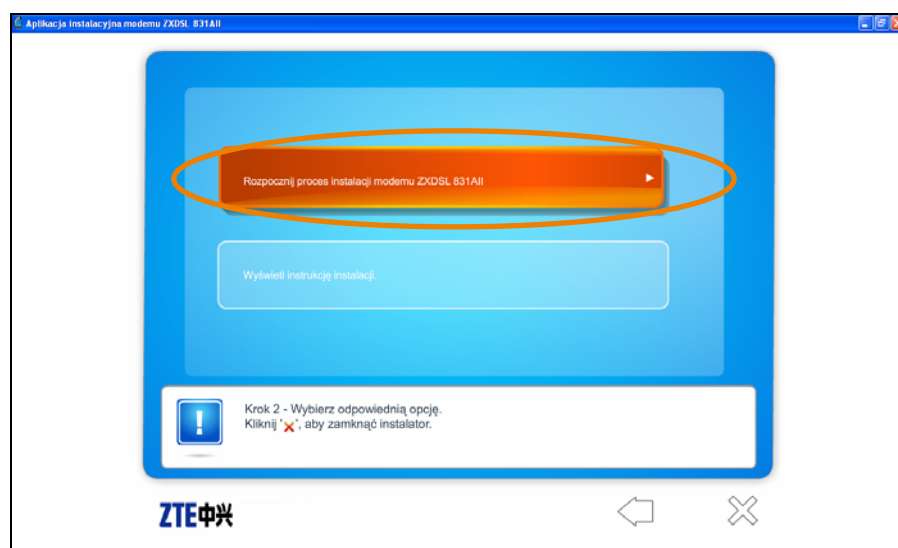 Aplikacja instalacyjna modemu ZXDSL 831AII
Rozpocznij proces instalacji modemu ZXDSL 831AII
Wyświetl instrukcję instalacji.
Krok 2 - Wybierz odpowiednią opcję.
Kliknij '×', aby zamknąć instalator.
ZTE中兴